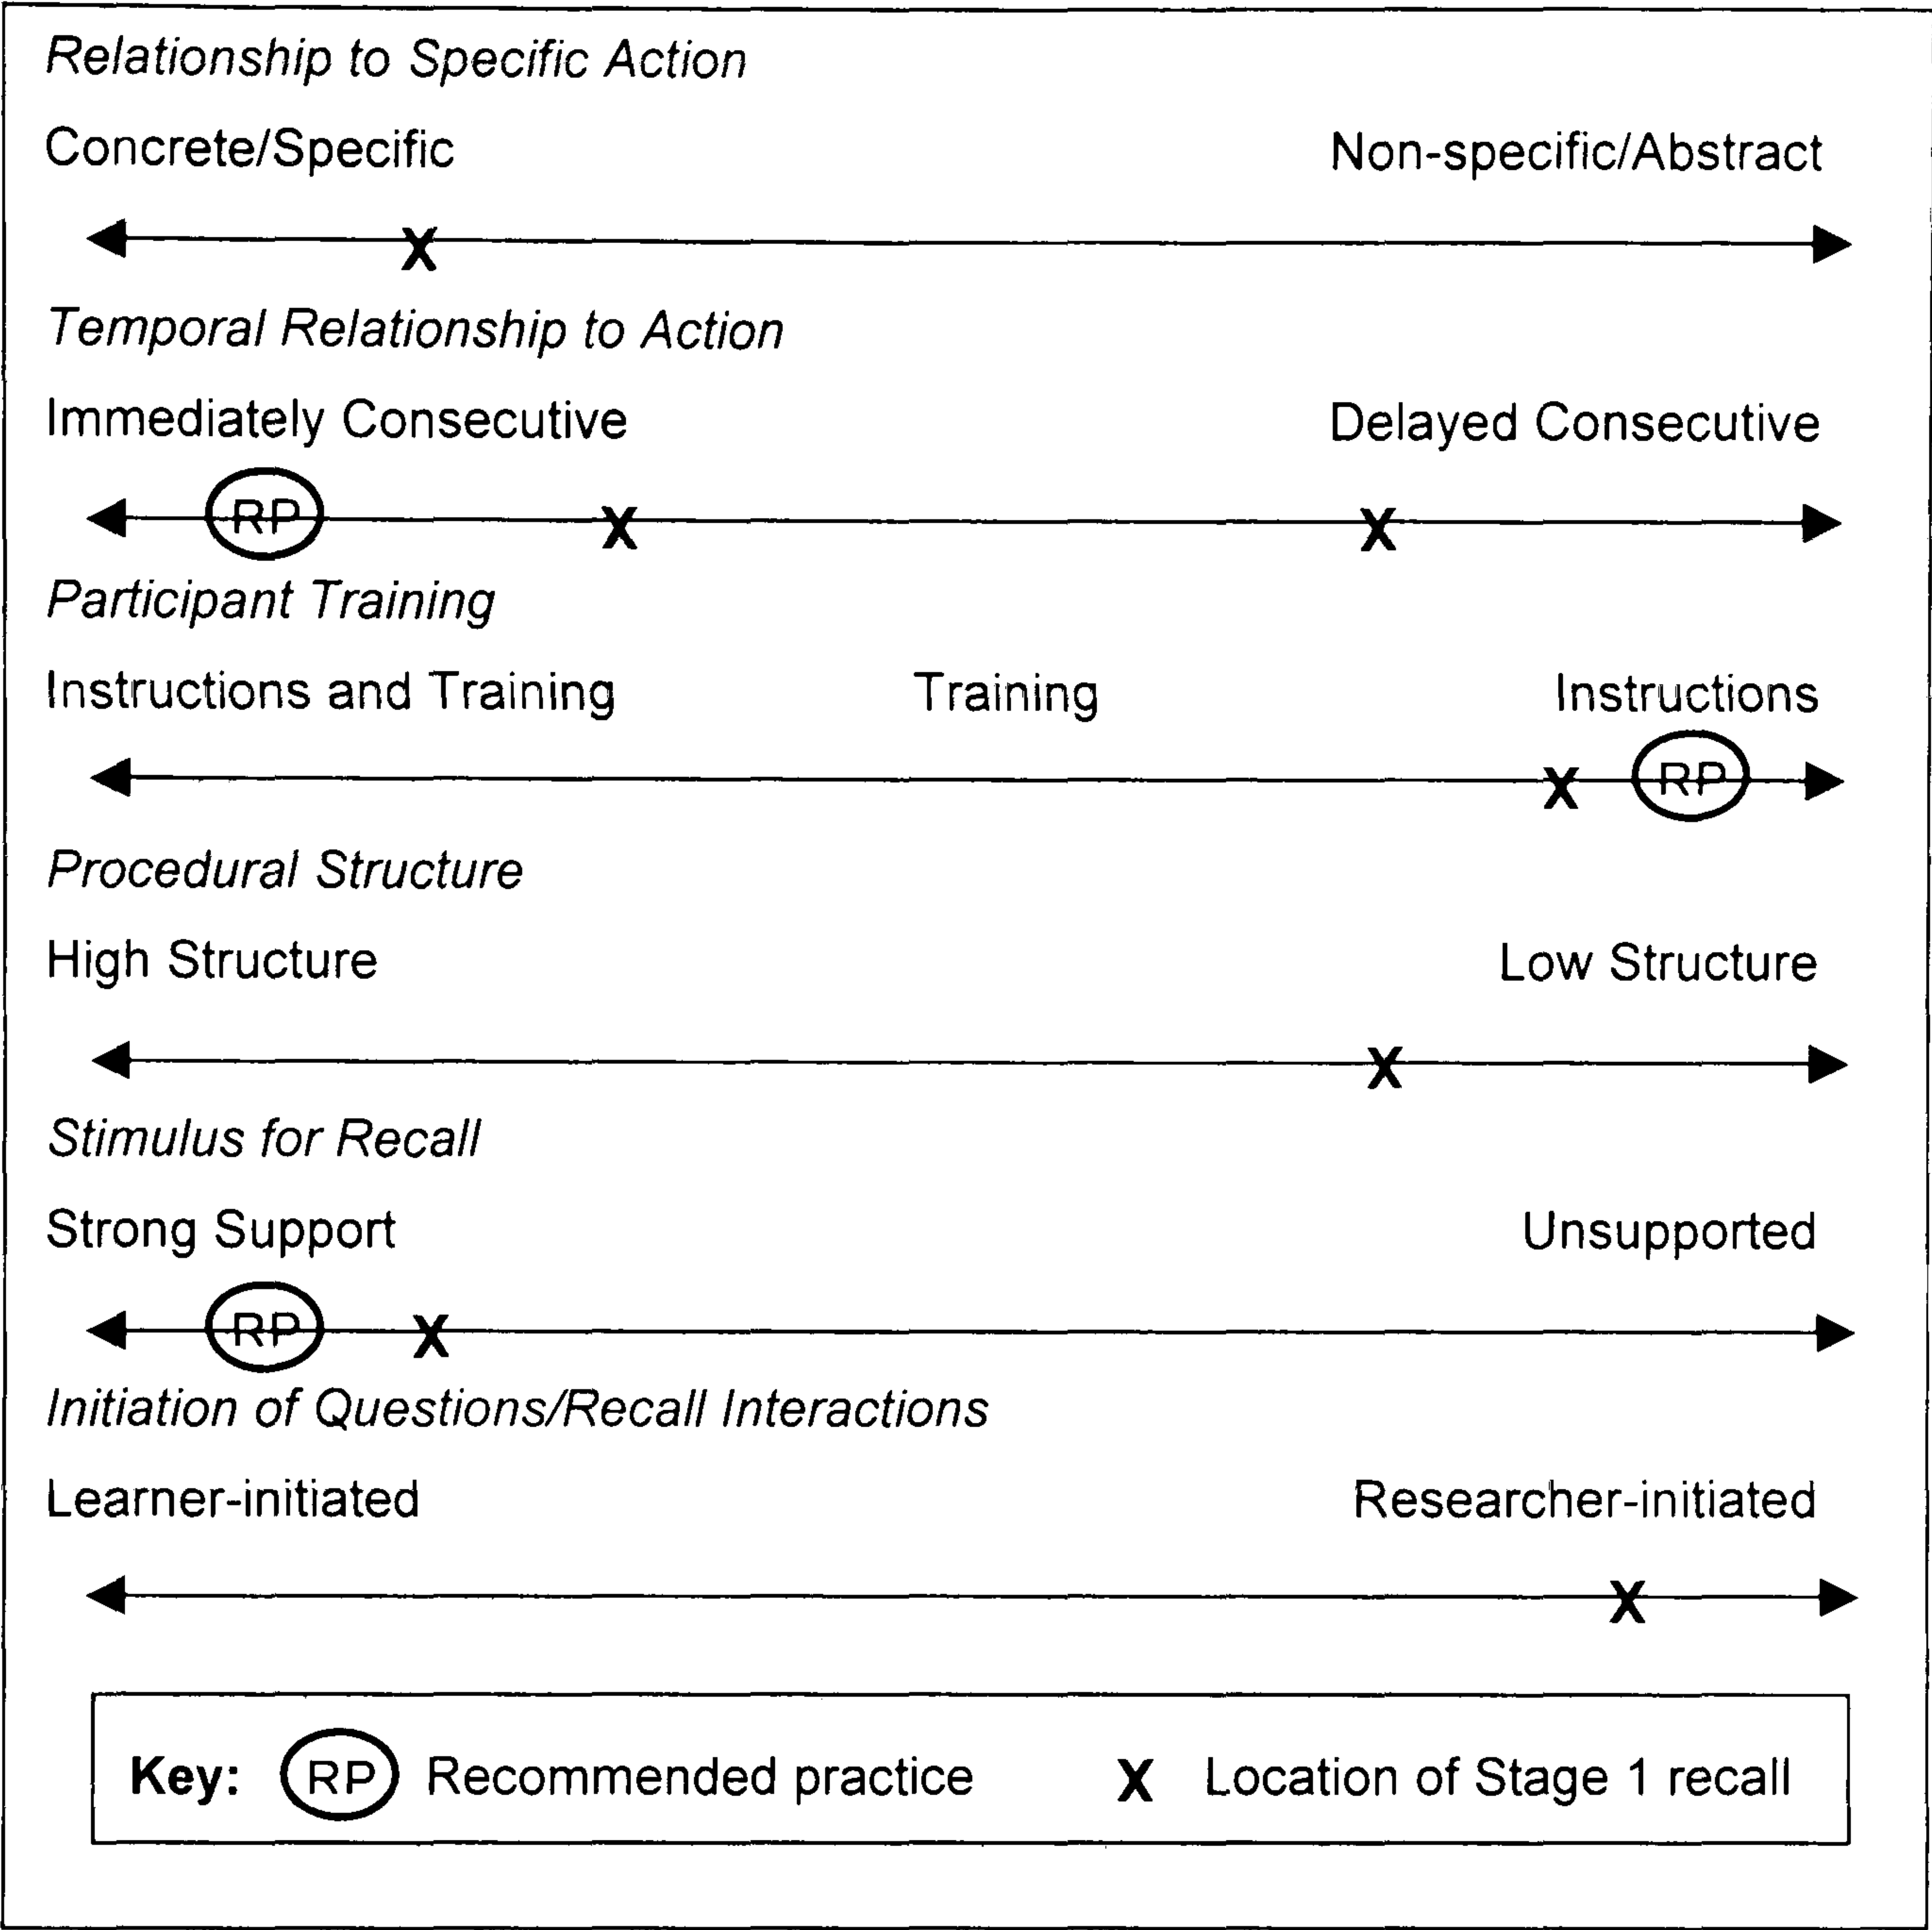 Relationship to Specific Action
Concrete/Specific Non-specific/Abstract
X
Temporal Relationship to Action
Immediately Consecutive Delayed Consecutive
RP X X
Participant Training
Instructions and Training Training Instructions
X RP
Procedural Structure
High Structure Low Structure
X
Stimulus for Recall
Strong Support Unsupported
RP X
Initiation of Questions/Recall Interactions
Learner-initiated Researcher-initiated
X
Key: RP Recommended practice X Location of Stage 1 recall